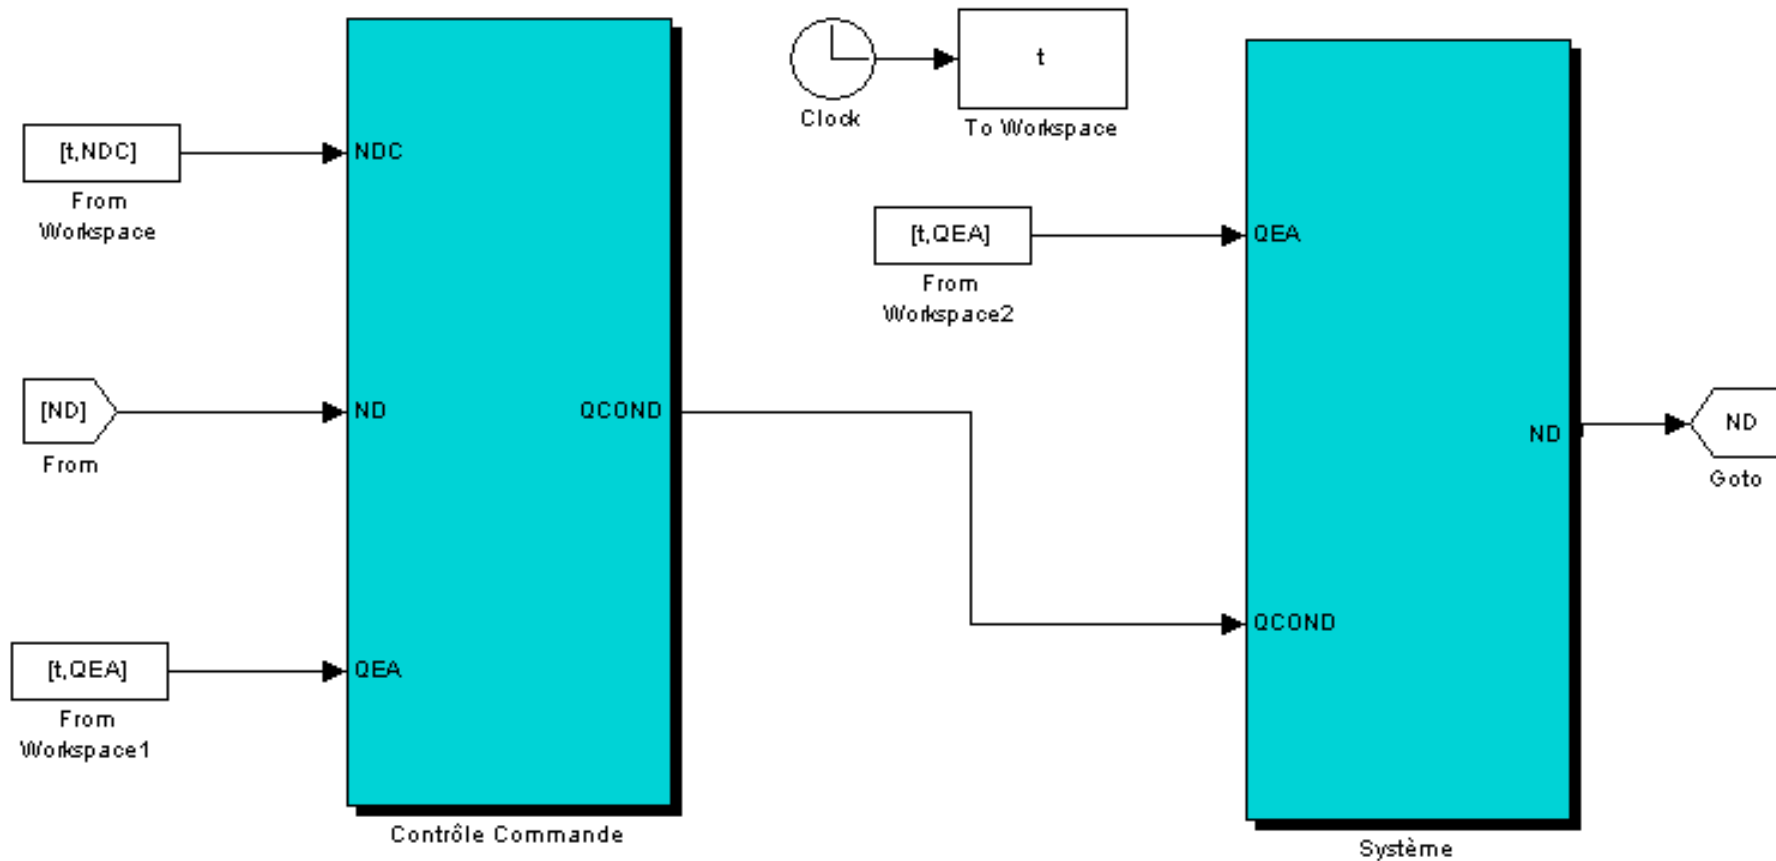 [t,NDC]
From
Workspace
NDC
[ND]
From
ND
QCOND
[t,QEA]
From
Workspace1
QEA
Contrôle Commande
Clock
t
To Workspace
[t,QEA]
From
Workspace2
QEA
QCOND
ND
Système
ND
Goto